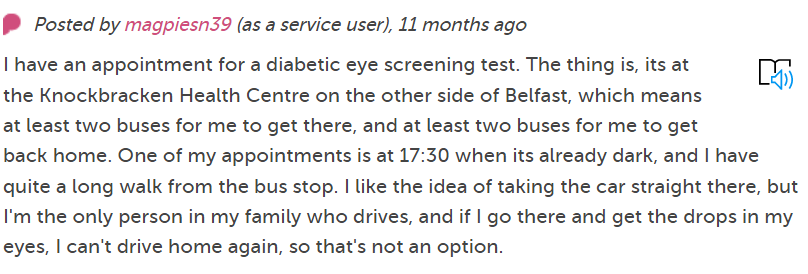 Posted by magpiesn39 (as a service user), 11 months ago
I have an appointment for a diabetic eye screening test. The thing is, its at
the Knockbracken Health Centre on the other side of Belfast, which means
at least two buses for me to get there, and at least two buses for me to get
back home. One of my appointments is at 17:30 when its already dark, and I have
quite a long walk from the bus stop. I like the idea of taking the car straight there, but
I'm the only person in my family who drives, and if I go there and get the drops in my
eyes, I can't drive home again, so that's not an option.